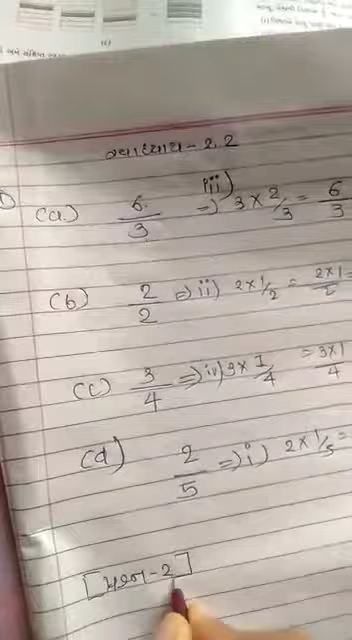 સ્વાધ્યાય - 2.2
(a) 6/3 iii) => 3 × 2/3 = 6/3
(b) 2/2 => ii) 2 × 1/2 = 2×1/2
(c) 3/4 => iv) 3 × 1/4 = 3×1/4
(d) 2/5 => i) 2 × 1/5 =
[પ્રશ્ન - 2]